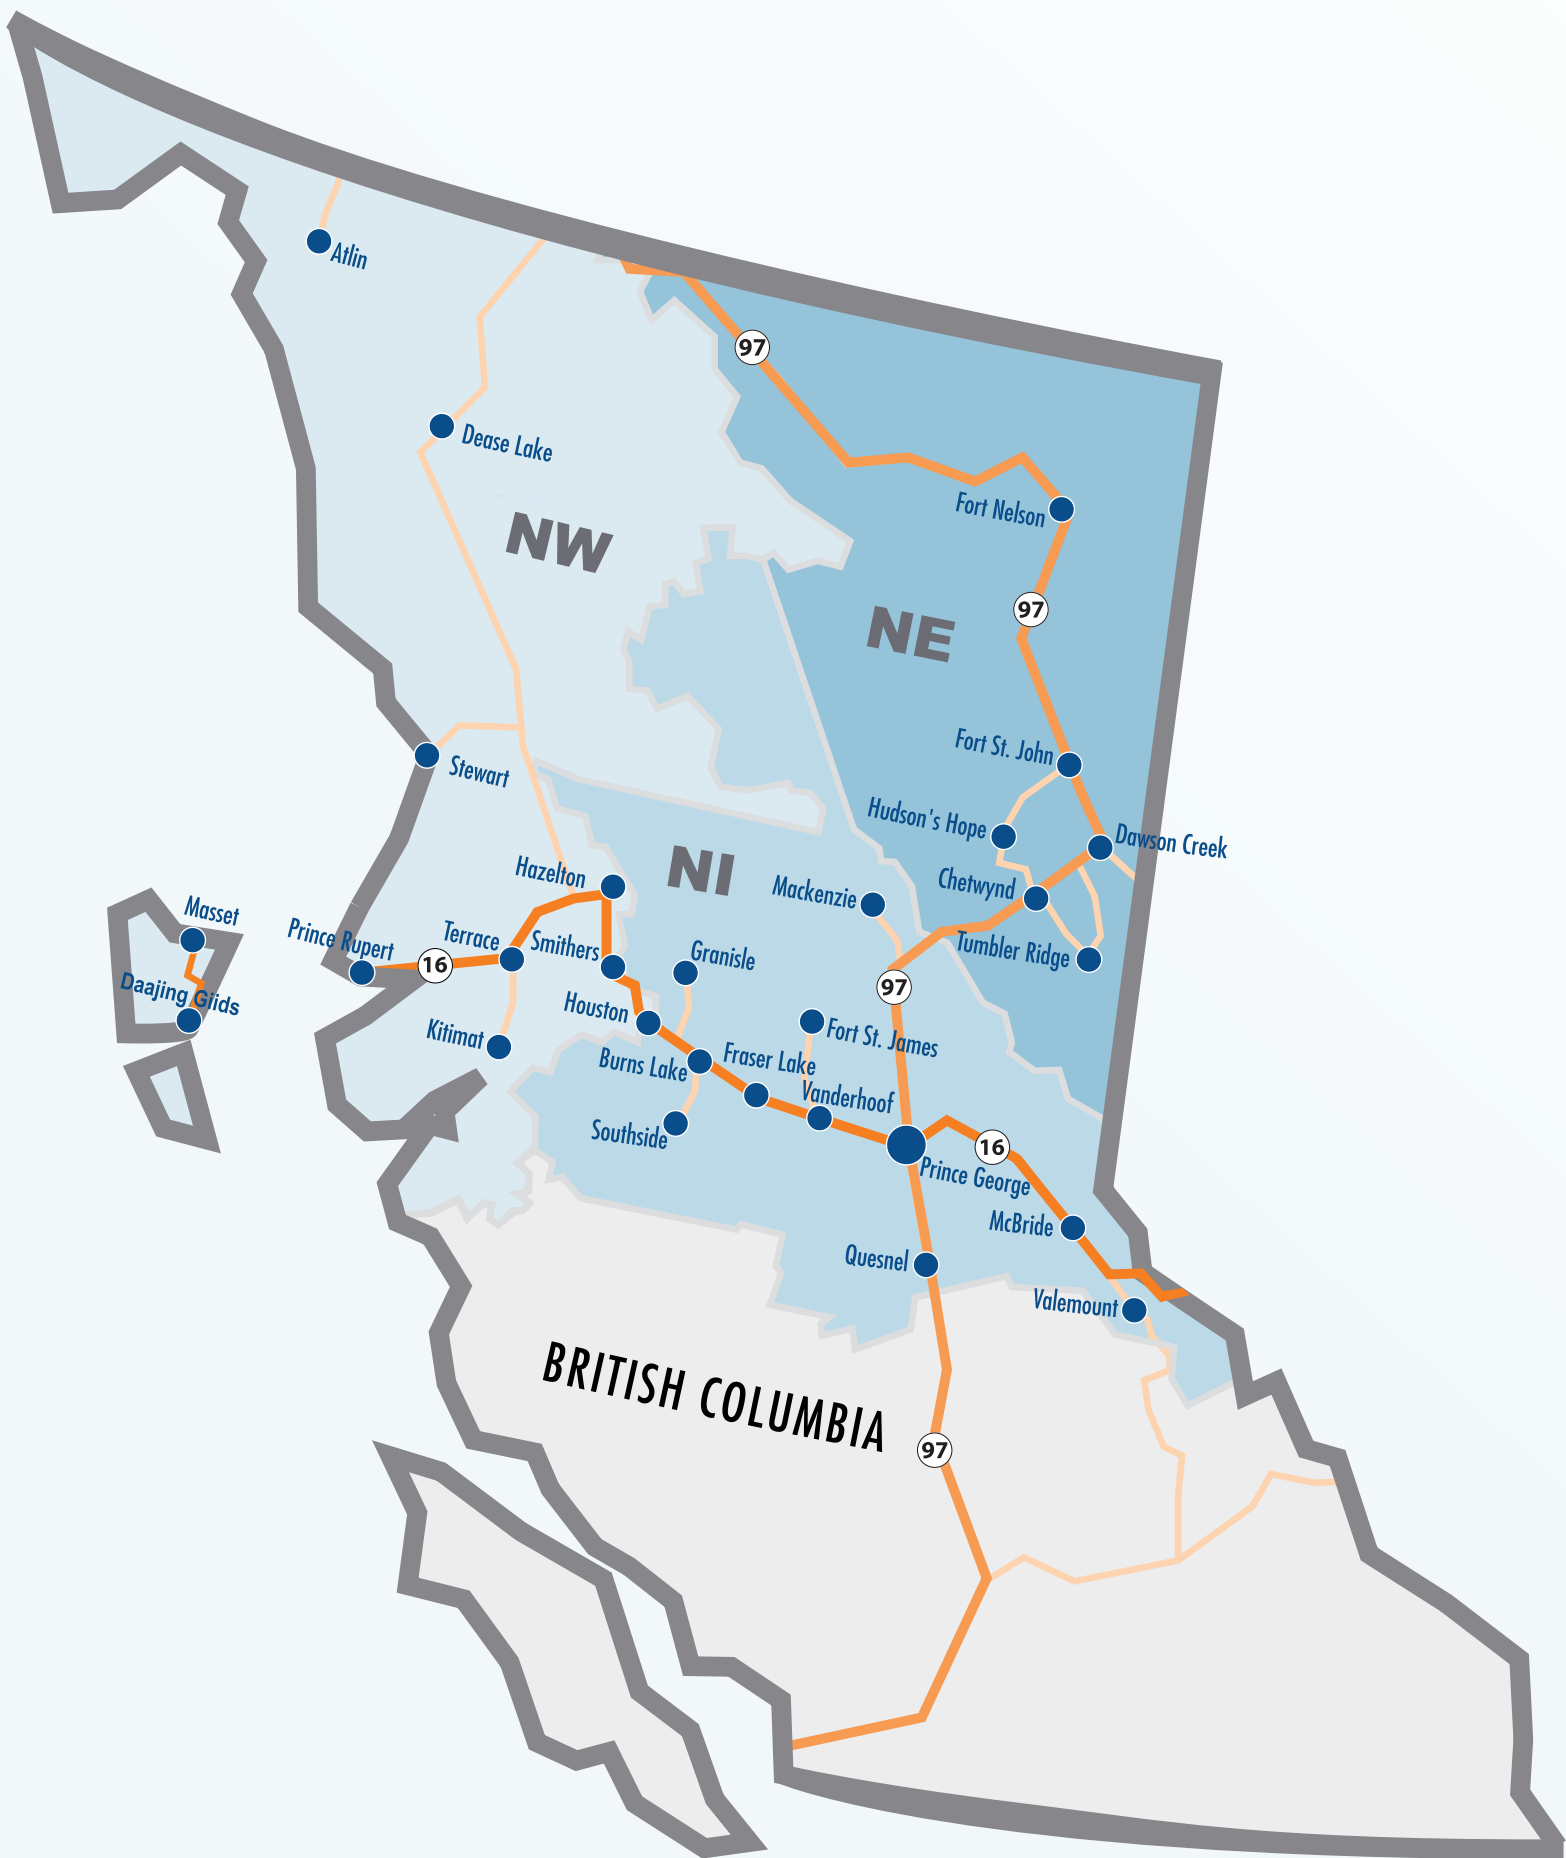 Atlin
97
Dease Lake
Fort Nelson
NW
97
NE
Fort St. John
Stewart
Hudson's Hope
Dawson Creek
NI
Hazelton
Mackenzie
Chetwynd
Masset
Prince Rupert
16
Terrace
Smithers
Granisle
Tumbler Ridge
97
Daajing Giids
Houston
Kitimat
Fort St. James
Burns Lake
Fraser Lake
Vanderhoof
Southside
16
Prince George
McBride
Quesnel
Valemount
BRITISH COLUMBIA
97